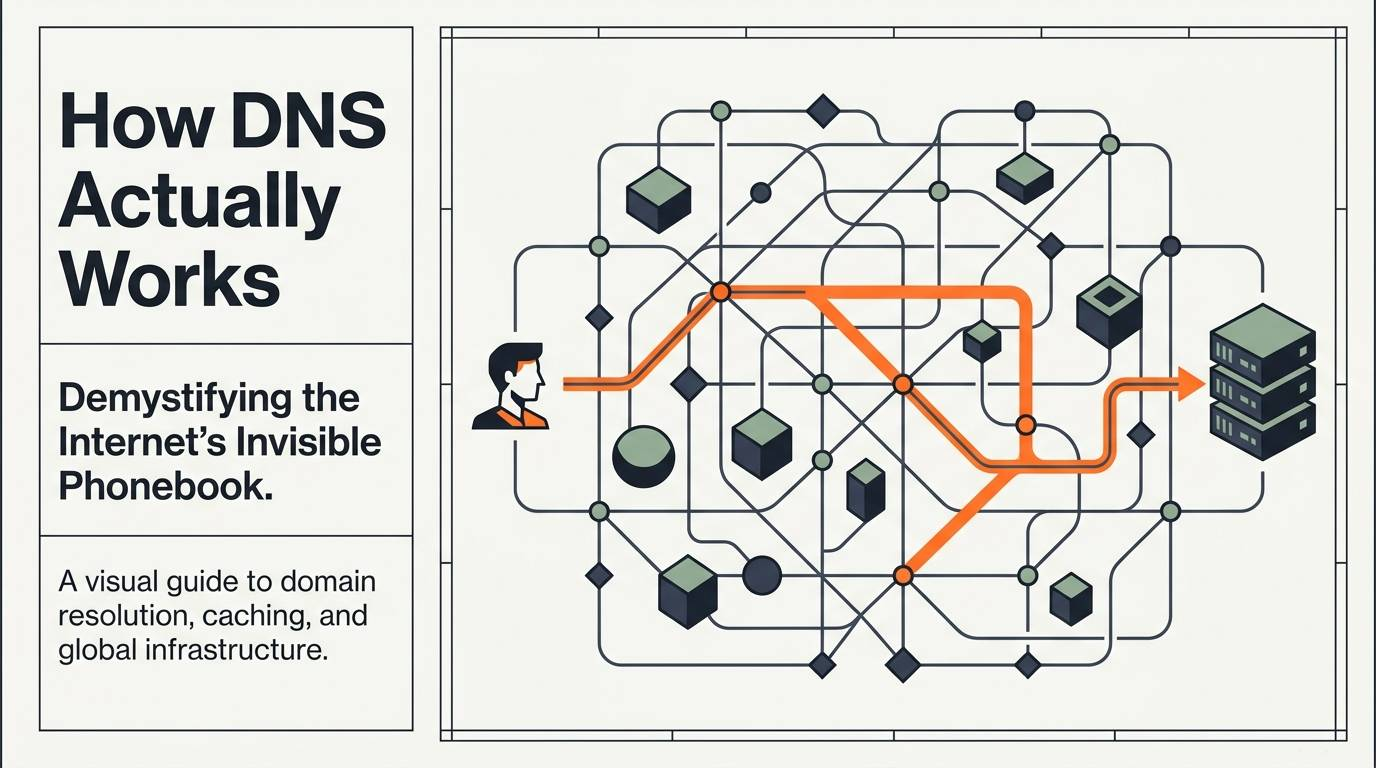 How DNS
Actually
Works
Demystifying the
Internet’s Invisible
Phonebook.
A visual guide to domain
resolution, caching, and
global infrastructure.